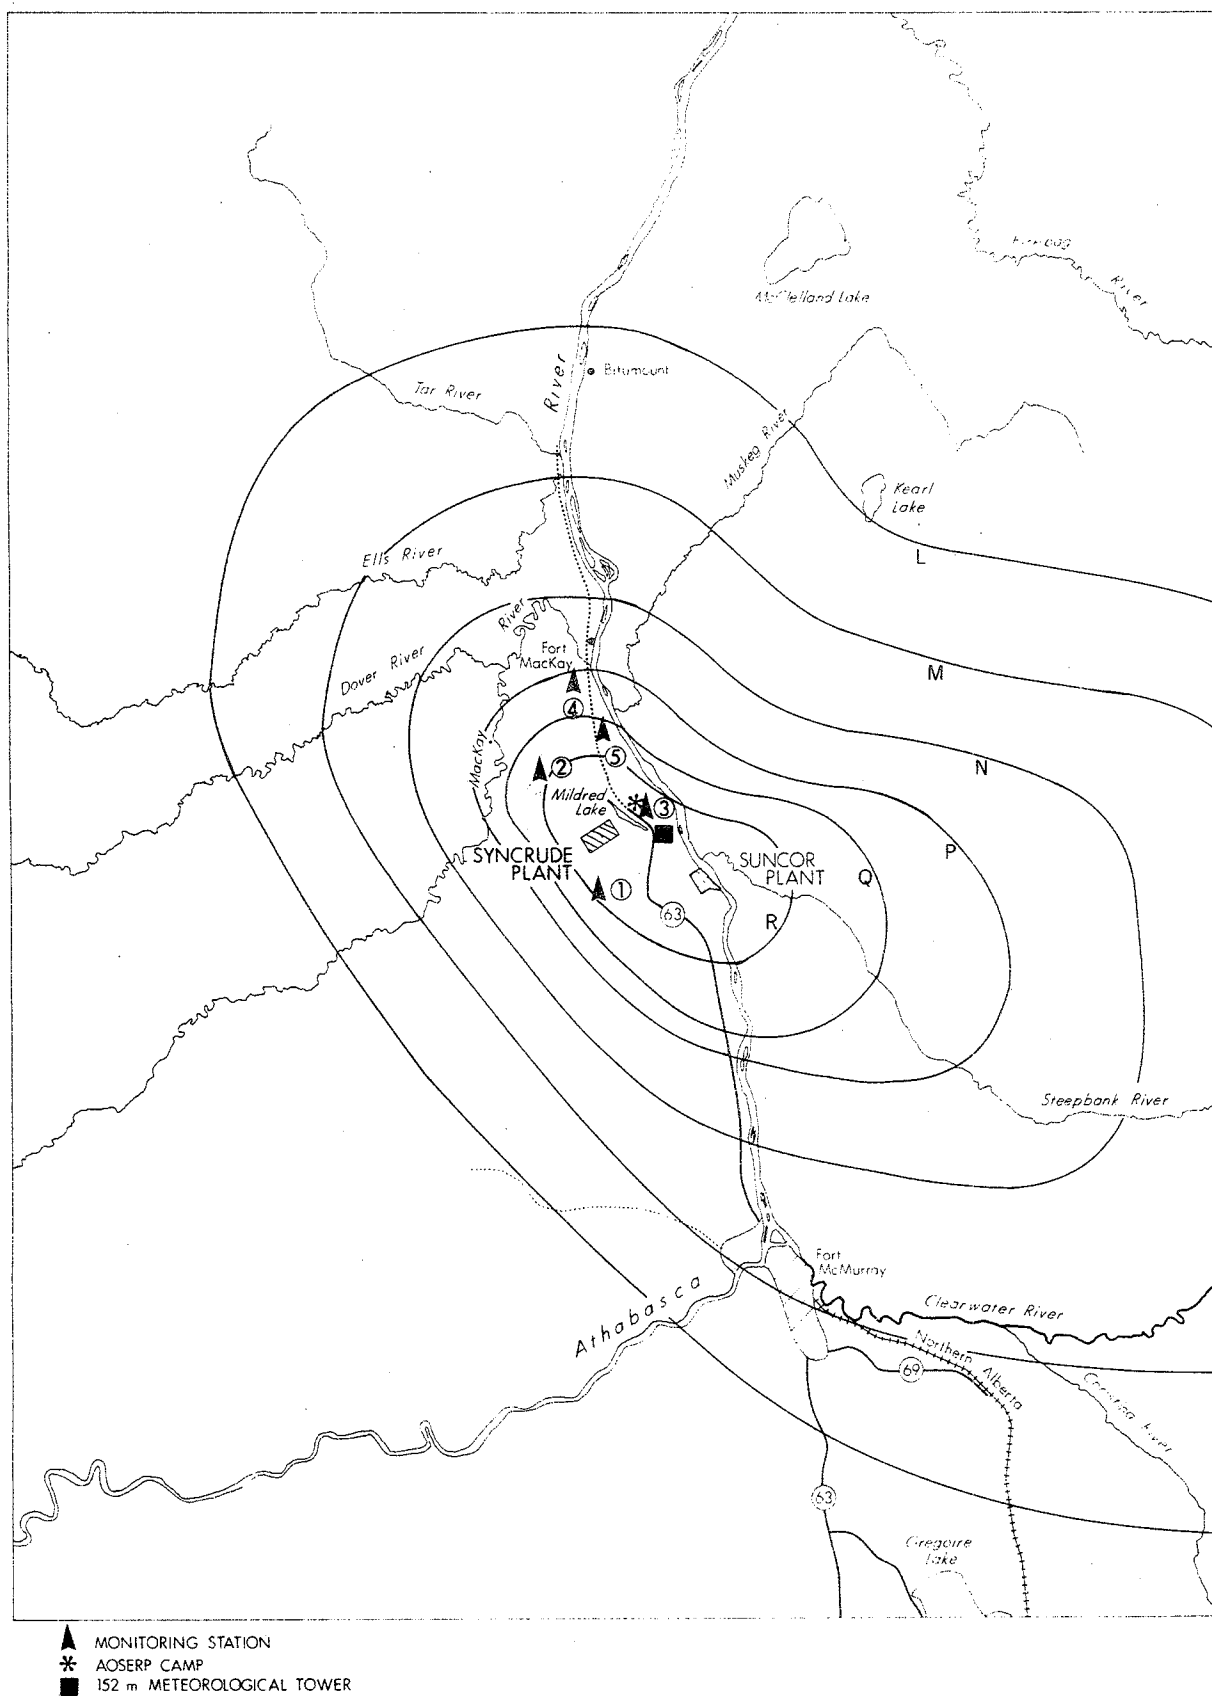 River
McClelland Lake
River
Bitumount
Tar River
Muskeg River
Kearl
Lake
L
Ells River
River
Fort
MacKay
M
Dover River
4
MacKay
N
5
2
Mildred
Lake
3
SYNCRUDE
PLANT
SUNCOR
PLANT
P
Q
1
63
R
Steepbank River
Fort
McMurray
Athabasca
Clearwater River
Northern Alberta
69
63
Gregoire
Lake
MONITORING STATION
AOSERP CAMP
152 m METEOROLOGICAL TOWER